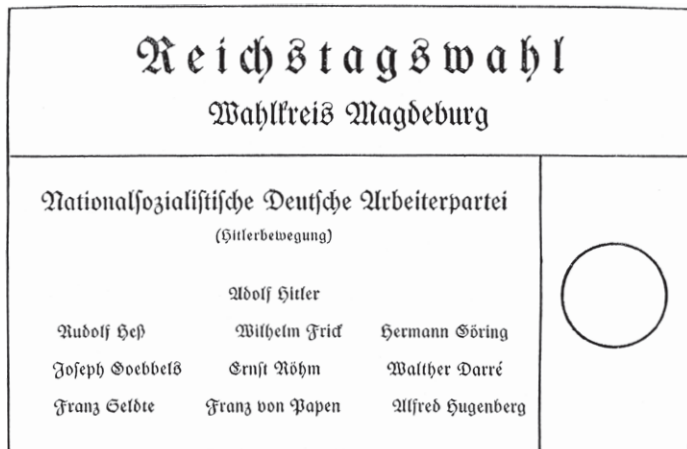 Reichstagswahl
Wahlkreis Magdeburg
Nationalsozialistische Deutsche Arbeiterpartei
(Hitlerbewegung)
Adolf Hitler
Rudolf Heß Wilhelm Frick Hermann Göring
Joseph Goebbels Ernst Röhm Walther Darré
Franz Seldte Franz von Papen Alfred Hugenberg